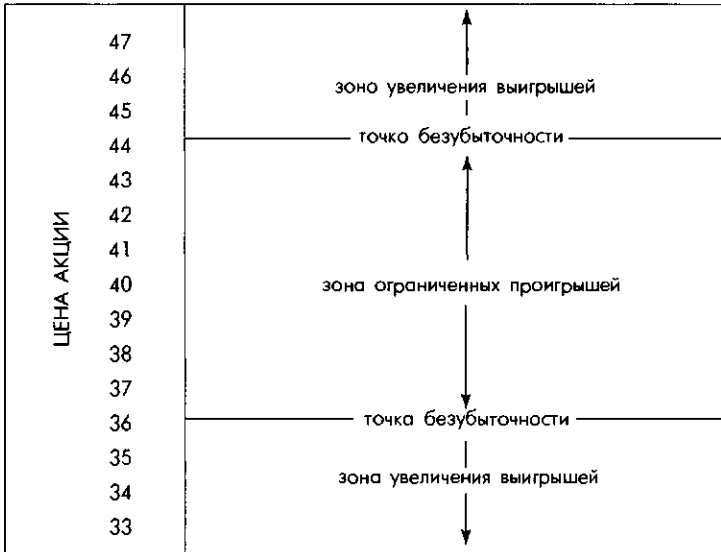 47
46
зоно увеличения выигрышей
45
точко безубыточности
44
43
42
41
ЦЕНА АКЦИИ
40
зона ограниченных проигрышей
39
38
37
точка безубыточности
36
35
зона увеличения выигрышей
34
33